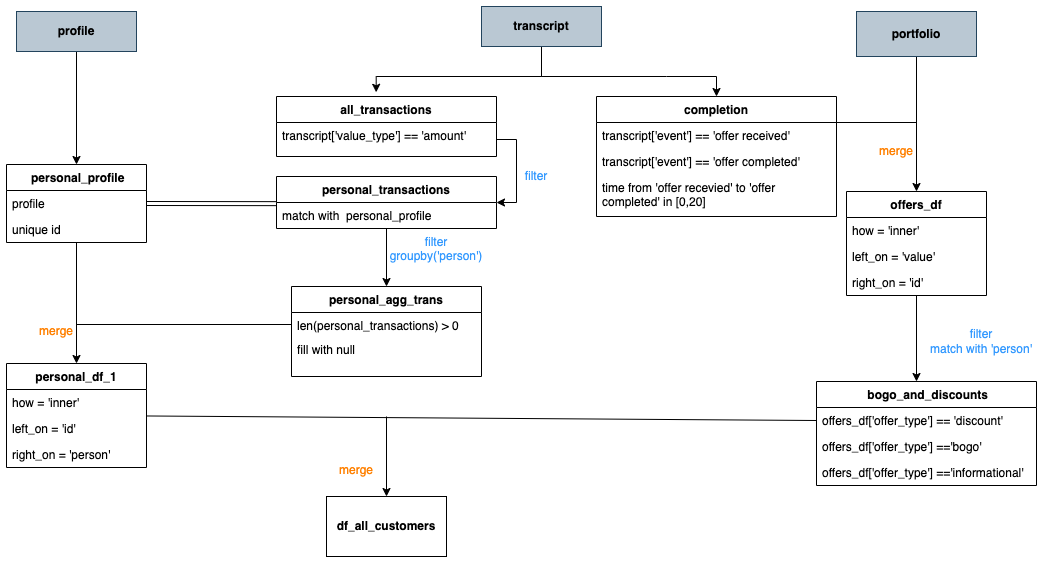 profile
transcript
portfolio
all_transactions
transcript['value_type'] == 'amount'
completion
transcript['event'] == 'offer received'
transcript['event'] == 'offer completed'
time from 'offer recevied' to 'offer
completed' in [0,20]
merge
filter
personal_profile
profile
unique id
personal_transactions
match with  personal_profile
offers_df
how = 'inner'
left_on = 'value'
right_on = 'id'
filter
groupby('person')
personal_agg_trans
len(personal_transactions) > 0
fill with null
merge
filter
match with 'person'
personal_df_1
how = 'inner'
left_on = 'id'
right_on = 'person'
bogo_and_discounts
offers_df['offer_type'] == 'discount'
offers_df['offer_type'] =='bogo'
offers_df['offer_type'] =='informational'
merge
df_all_customers